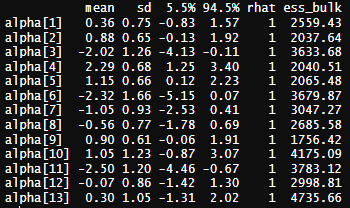 mean sd 5.5% 94.5% rhat ess_bulk
alpha[1] 0.36 0.75 -0.83 1.57 1 2559.43
alpha[2] 0.88 0.65 -0.13 1.92 1 2037.64
alpha[3] -2.02 1.26 -4.13 -0.11 1 3633.68
alpha[4] 2.29 0.68 1.25 3.40 1 2040.51
alpha[5] 1.15 0.66 0.12 2.23 1 2065.48
alpha[6] -2.32 1.66 -5.15 0.07 1 3679.87
alpha[7] -1.05 0.93 -2.53 0.41 1 3047.27
alpha[8] -0.56 0.77 -1.78 0.69 1 2685.58
alpha[9] 0.90 0.61 -0.06 1.91 1 1756.42
alpha[10] 1.05 1.23 -0.87 3.07 1 4175.09
alpha[11] -2.50 1.20 -4.46 -0.67 1 3783.12
alpha[12] -0.07 0.86 -1.42 1.30 1 2998.81
alpha[13] 0.30 1.05 -1.31 2.02 1 4735.66